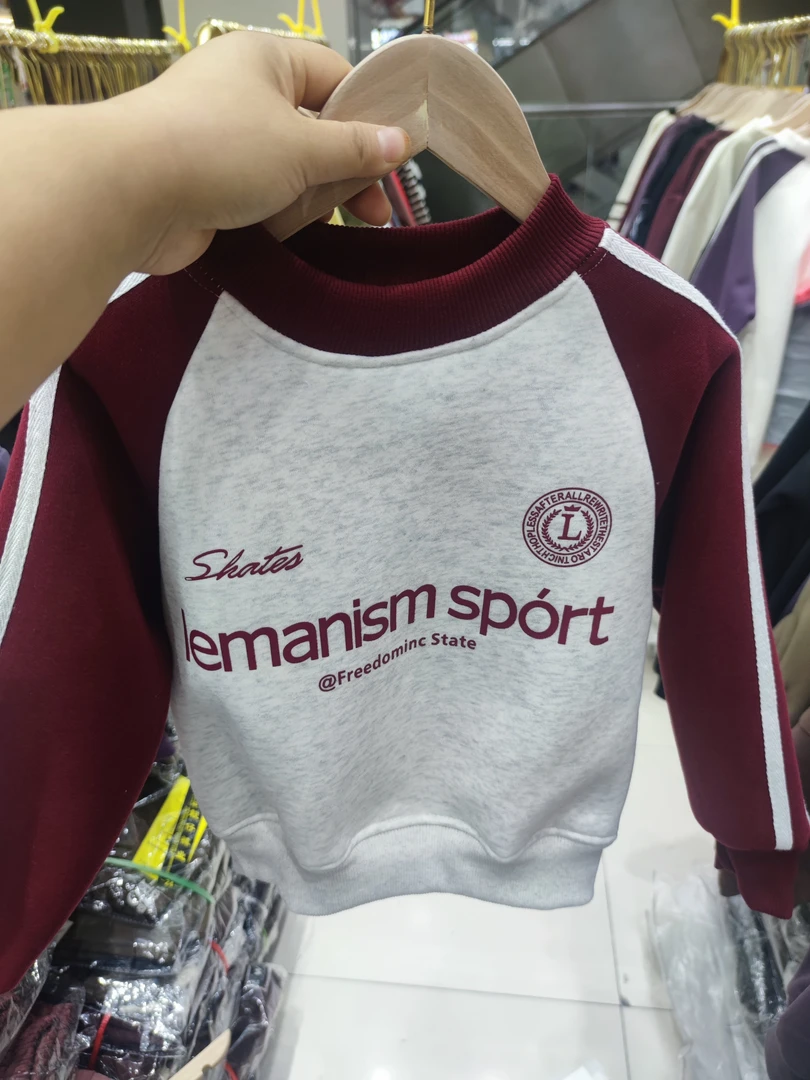 Skates
L
lemanism spórt
@Freedominc State